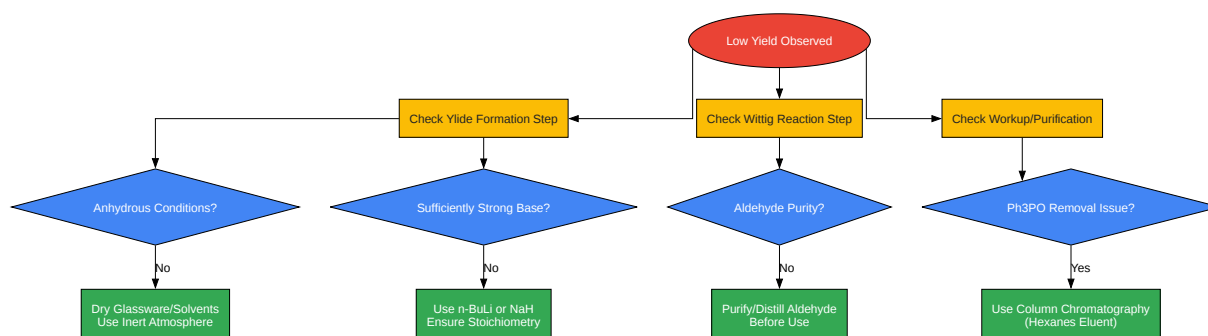 Low Yield Observed
Check Ylide Formation Step
Check Wittig Reaction Step
Check Workup/Purification
Anhydrous Conditions?
Sufficiently Strong Base?
Aldehyde Purity?
Ph3PO Removal Issue?
No
No
No
Yes
Dry Glassware/Solvents
Use Inert Atmosphere
Use n-BuLi or NaH
Ensure Stoichiometry
Purify/Distill Aldehyde
Before Use
Use Column Chromatography
(Hexanes Eluent)